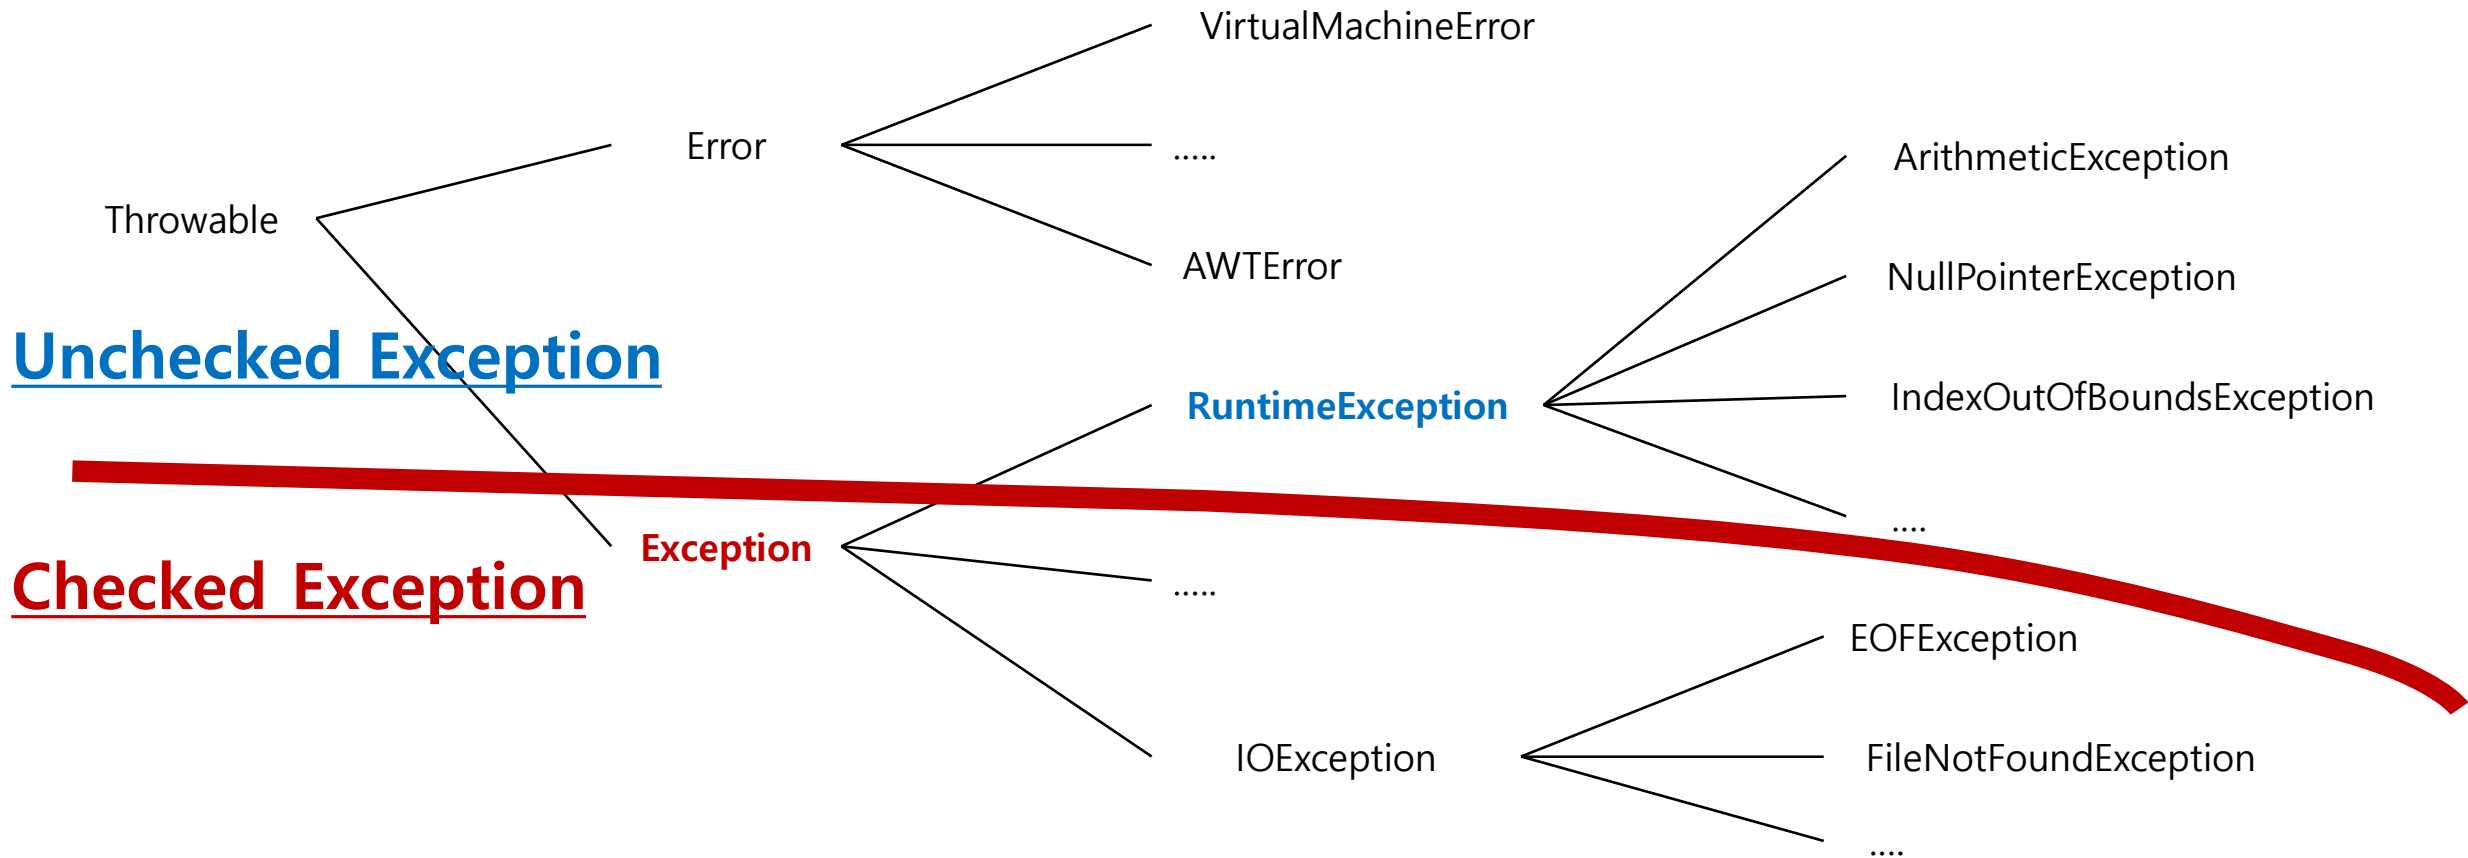 VirtualMachineError
Error
.....
ArithmeticException
Throwable
AWTError
NullPointerException
Unchecked Exception
RuntimeException
IndexOutOfBoundsException
....
Exception
Checked Exception
.....
EOFException
IOException
FileNotFoundException
....